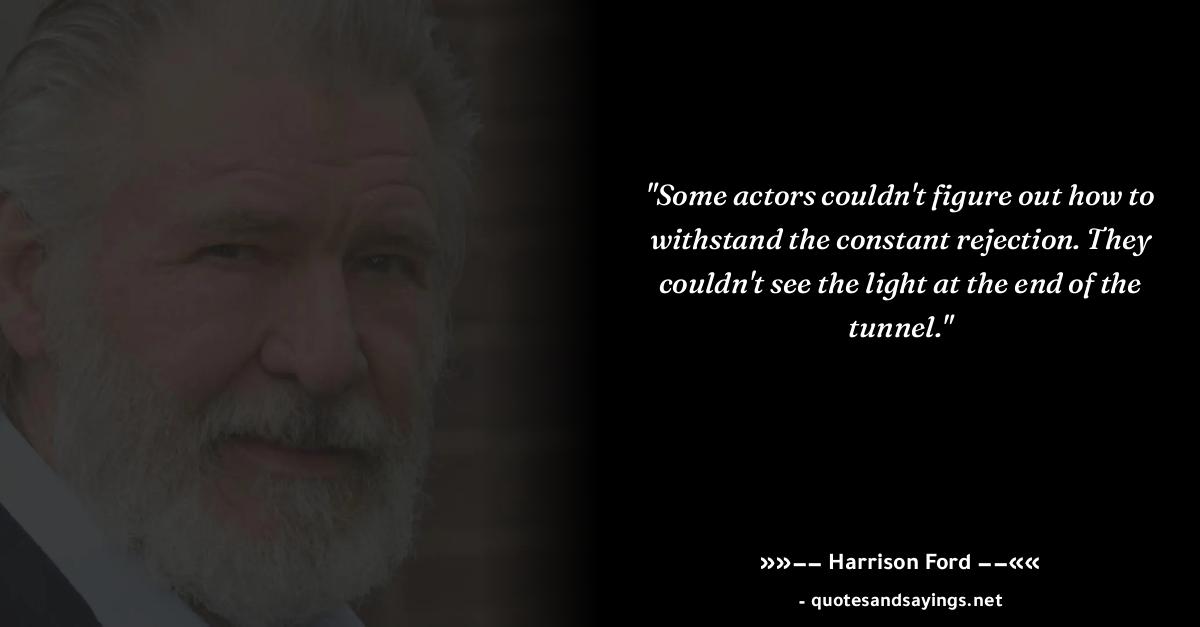 "Some actors couldn't figure out how to
withstand the constant rejection. They
couldn't see the light at the end of the
tunnel."
»»−− Harrison Ford −−««
- quotesandsayings.net